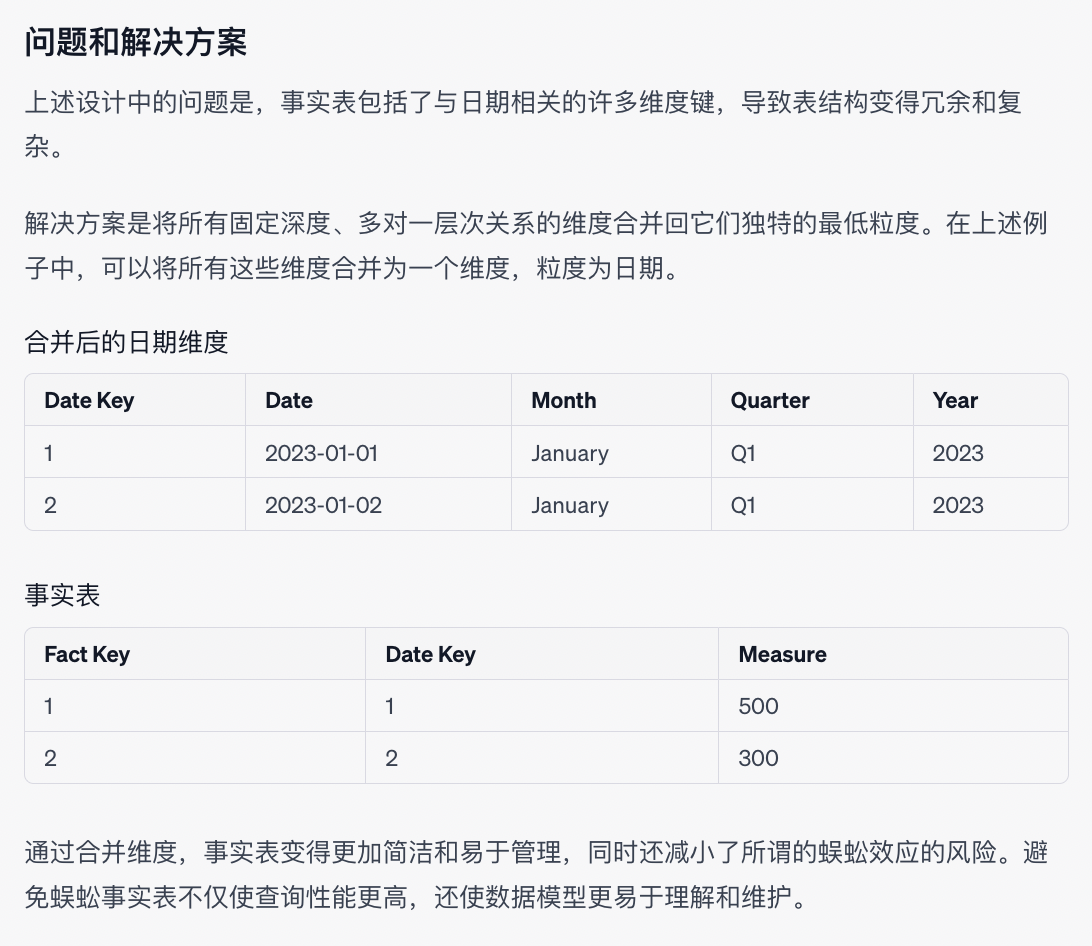 问题和解决方案
上述设计中的问题是，事实表包括了与日期相关的许多维度键，导致表结构变得冗余和复
杂。
解决方案是将所有固定深度、多对一层次关系的维度合并回它们独特的最低粒度。在上述例
子中，可以将所有这些维度合并为一个维度，粒度为日期。
合并后的日期维度
Date Key Date Month Quarter Year
1 2023-01-01 January Q1 2023
2 2023-01-02 January Q1 2023
事实表
Fact Key Date Key Measure
1 1 500
2 2 300
通过合并维度，事实表变得更加简洁和易于管理，同时还减小了所谓的蜈蚣效应的风险。避
免蜈蚣事实表不仅使查询性能更高，还使数据模型更易于理解和维护。